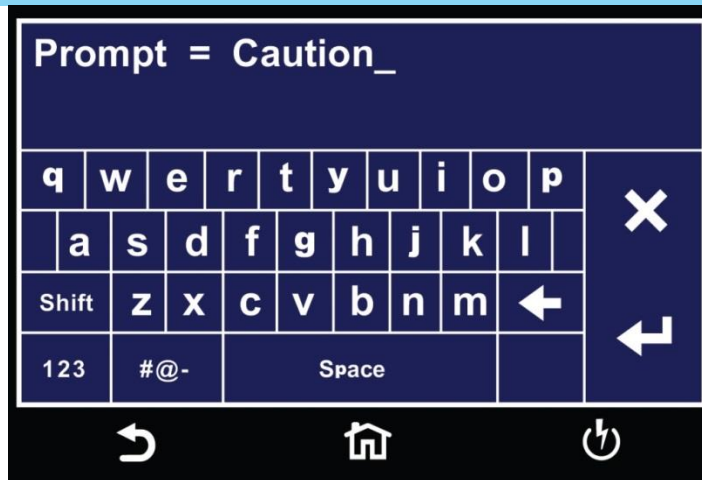 Prompt = Caution_
q w e r t y u i o p
a s d f g h j k l
Shift z x c v b n m
123 #@- Space